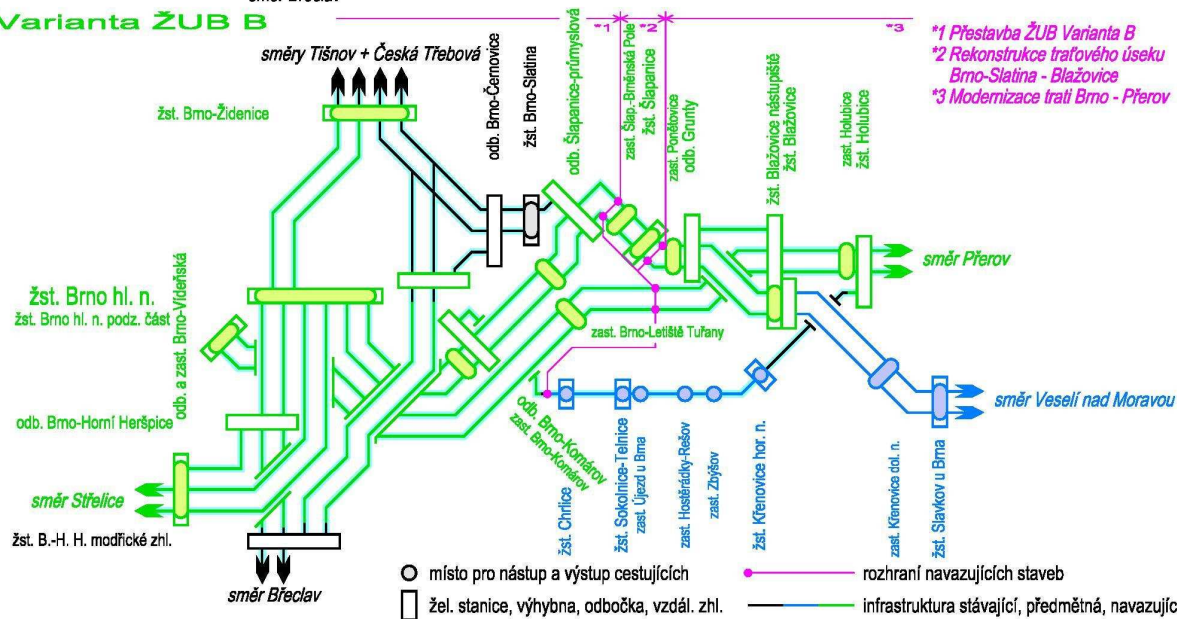 Varianta ŽUB B
*1
*2
*3
*1 Přestavba ŽUB Varianta B
*2 Rekonstrukce traťového úseku
Brno-Slatina - Blažovice
*3 Modernizace trati Brno - Přerov
směry Tišnov + Česká Třebová
žst. Brno-Židenice
odb. Brno-Černovice
žst. Brno-Slatina
odb. Šlapanice-průmyslová
zast. Šlap.-Brněnská Pole
žst. Šlapanice
zast. Ponětovice
odb. Grunty
žst. Blažovice nástupiště
žst. Blažovice
zast. Holubice
žst. Holubice
směr Přerov
žst. Brno hl. n.
žst. Brno hl. n. podz. část
odb. a zast. Brno-Vídeňská
zast. Brno-Letiště Tuřany
odb. Brno-Horní Heršpice
směr Střelice
žst. B.-H. H. modřické zhl.
směr Břeclav
odb. Brno-Komárov
zast. Brno-Komárov
žst. Chrlice
žst. Sokolnice-Telnice
zast. Újezd u Brna
zast. Hostěrádky-Rešov
zast. Zbýšov
žst. Křenovice hor. n.
zast. Křenovice dol. n.
žst. Slavkov u Brna
směr Veselí nad Moravou
místo pro nástup a výstup cestujících
rozhraní navazujících staveb
žel. stanice, výhybna, odbočka, vzdál. zhl.
infrastruktura stávající, předmětná, navazujíc